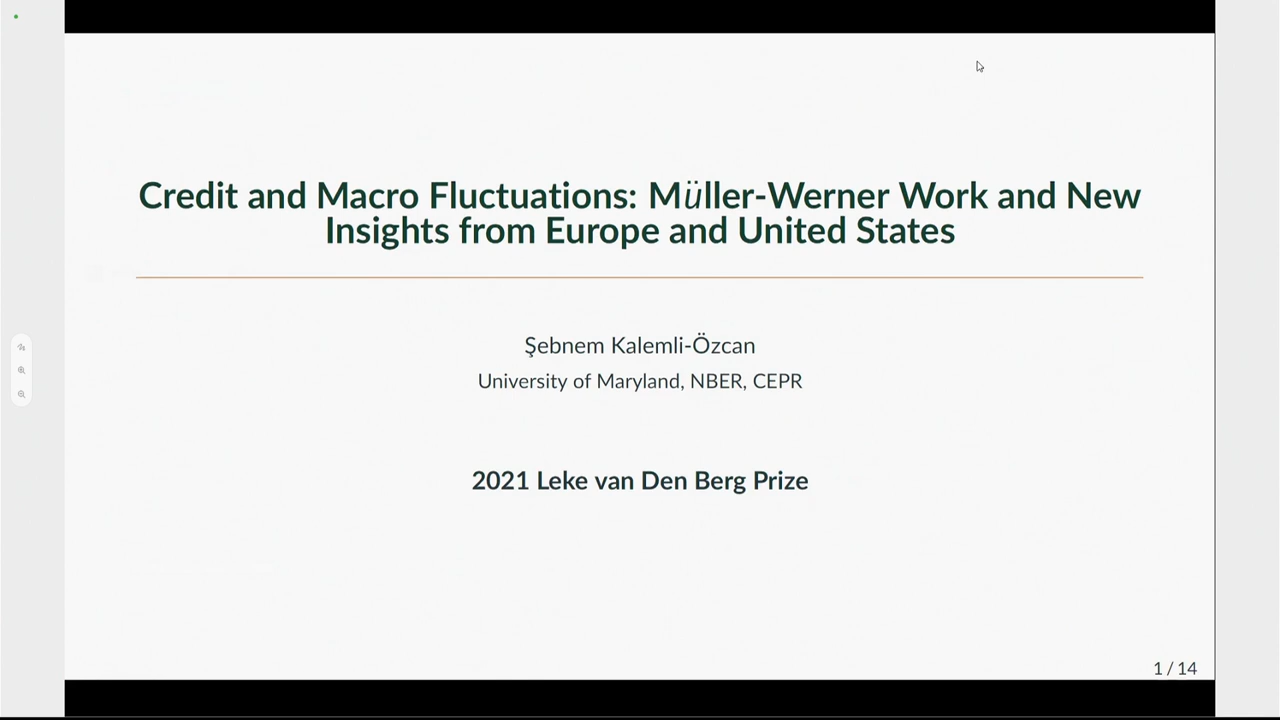 Credit and Macro Fluctuations: Müller-Werner Work and New
Insights from Europe and United States
Şebnem Kalemli-Özcan
University of Maryland, NBER, CEPR
2021 Leke van Den Berg Prize
1 / 14